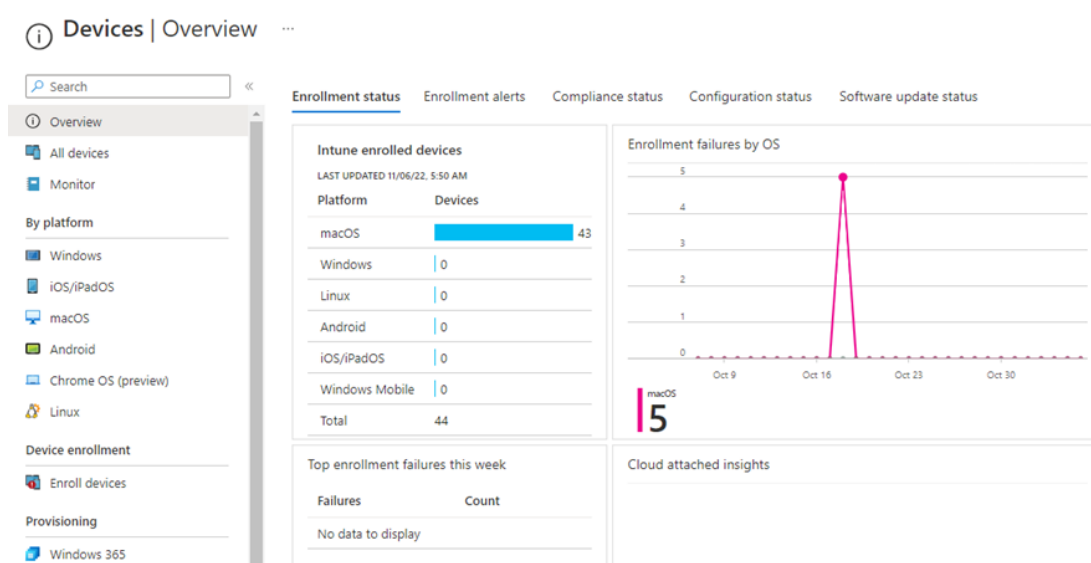 Devices | Overview ...
Search
«
Overview
All devices
Monitor
By platform
Windows
iOS/iPadOS
macOS
Android
Chrome OS (preview)
Linux
Device enrollment
Enroll devices
Provisioning
Windows 365
Enrollment status Enrollment alerts Compliance status Configuration status Software update status
Intune enrolled devices
LAST UPDATED 11/06/22, 5:50 AM
Platform Devices
macOS 43
Windows 0
Linux 0
Android 0
iOS/iPadOS 0
Windows Mobile 0
Total 44
Enrollment failures by OS
5
4
3
2
1
0
Oct 9 Oct 16 Oct 23 Oct 30
macOS
5
Top enrollment failures this week
Failures Count
No data to display
Cloud attached insights